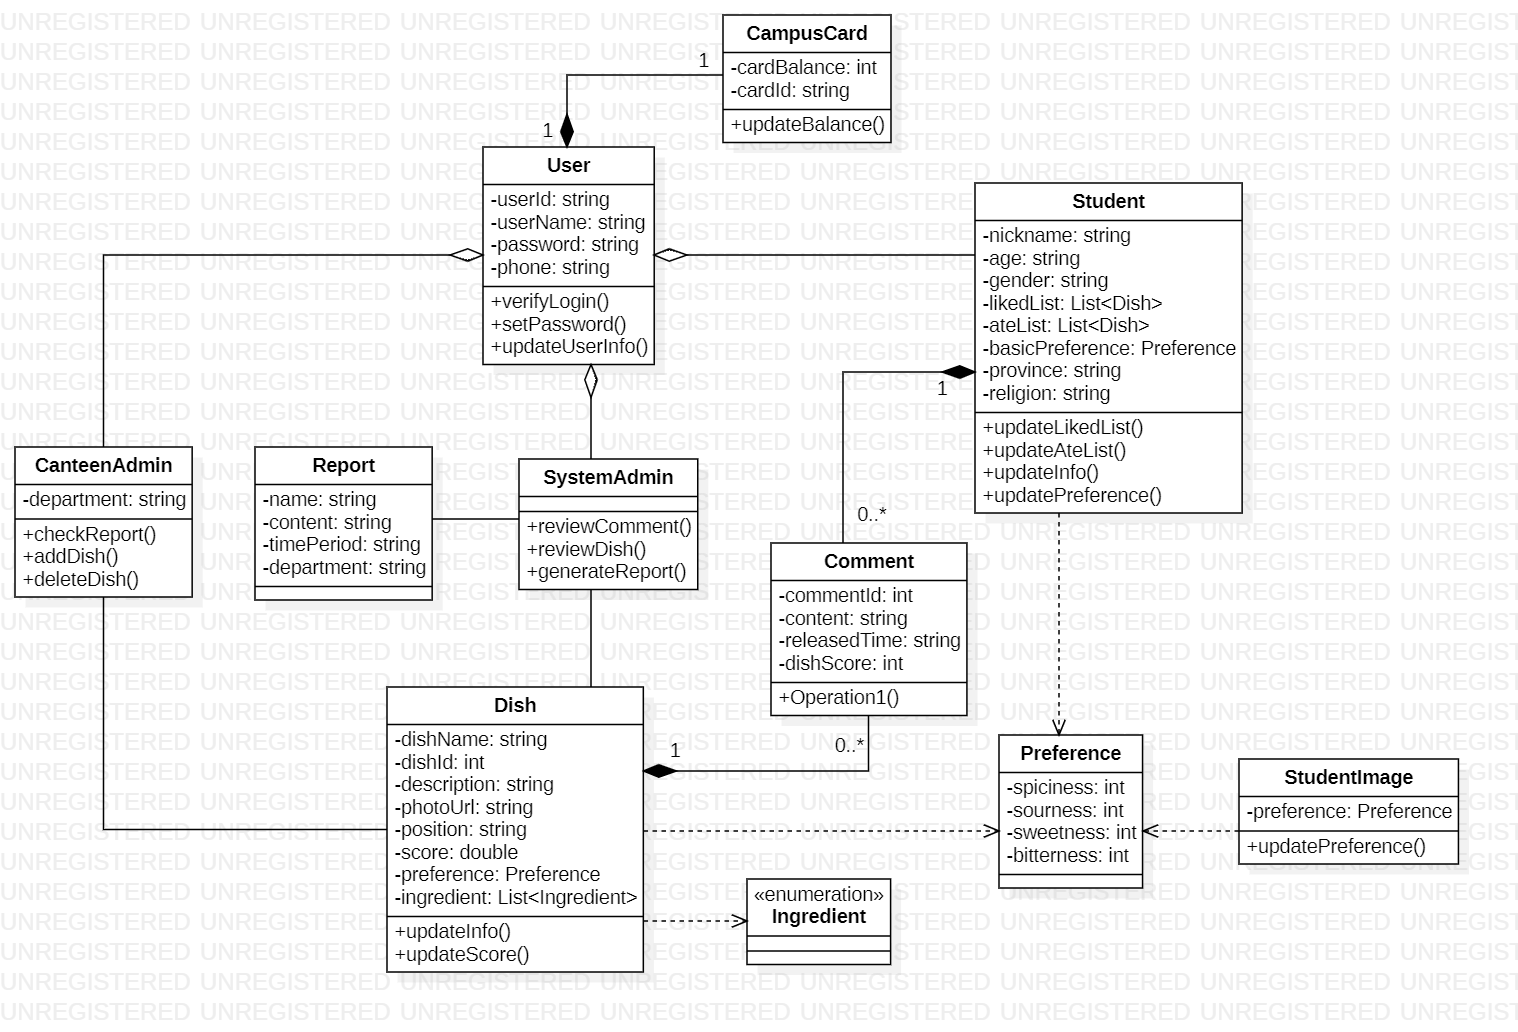 CampusCard
-cardBalance: int
-cardId: string
+updateBalance()
1
1
User
-userId: string
-userName: string
-password: string
-phone: string
+verifyLogin()
+setPassword()
+updateUserInfo()
Student
-nickname: string
-age: string
-gender: string
-likedList: List<Dish>
-ateList: List<Dish>
-basicPreference: Preference
-province: string
-religion: string
+updateLikedList()
+updateAteList()
+updateInfo()
+updatePreference()
1
0..*
CanteenAdmin
-department: string
+checkReport()
+addDish()
+deleteDish()
Report
-name: string
-content: string
-timePeriod: string
-department: string
SystemAdmin
+reviewComment()
+reviewDish()
+generateReport()
Comment
-commentId: int
-content: string
-releasedTime: string
-dishScore: int
+Operation1()
0..*
1
Dish
-dishName: string
-dishId: int
-description: string
-photoUrl: string
-position: string
-score: double
-preference: Preference
-ingredient: List<Ingredient>
+updateInfo()
+updateScore()
Preference
-spiciness: int
-sourness: int
-sweetness: int
-bitterness: int
StudentImage
-preference: Preference
+updatePreference()
«enumeration»
Ingredient
UNREGISTERED UNREGISTERED UNREGISTERED UNREGISTERED UNREGISTERED UNREGISTERED UNREGISTERED